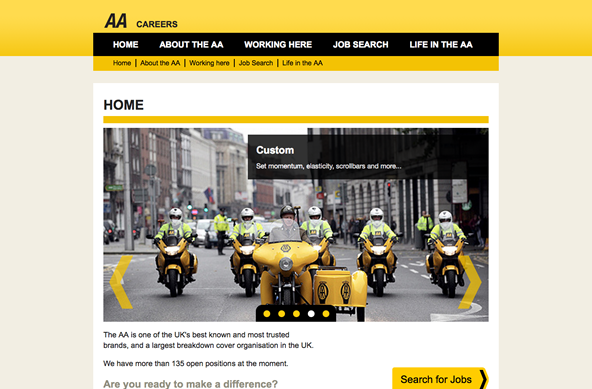 AA CAREERS
HOME ABOUT THE AA WORKING HERE JOB SEARCH LIFE IN THE AA
Home | About the AA | Working here | Job Search | Life in the AA
HOME
Custom
Set momentum, elasticity, scrollbars and more...
The AA is one of the UK's best known and most trusted
brands, and a largest breakdown cover organisation in the UK.
We have more than 135 open positions at the moment.
Are you ready to make a difference?
Search for Jobs